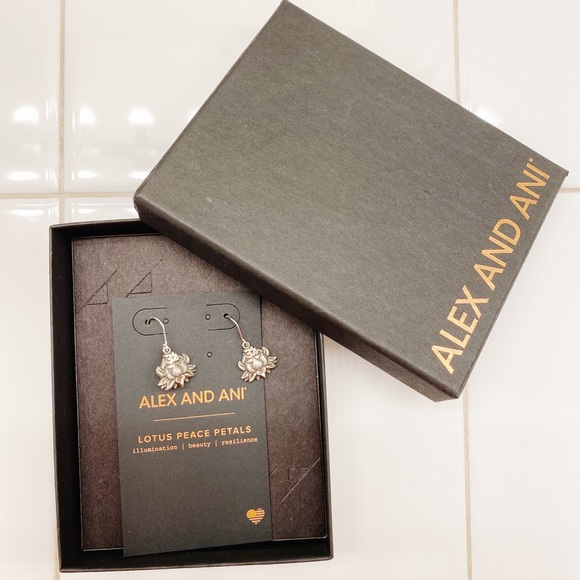 ALEX AND ANI®
ALEX AND ANI®
LOTUS PEACE PETALS
illumination | beauty | resilience